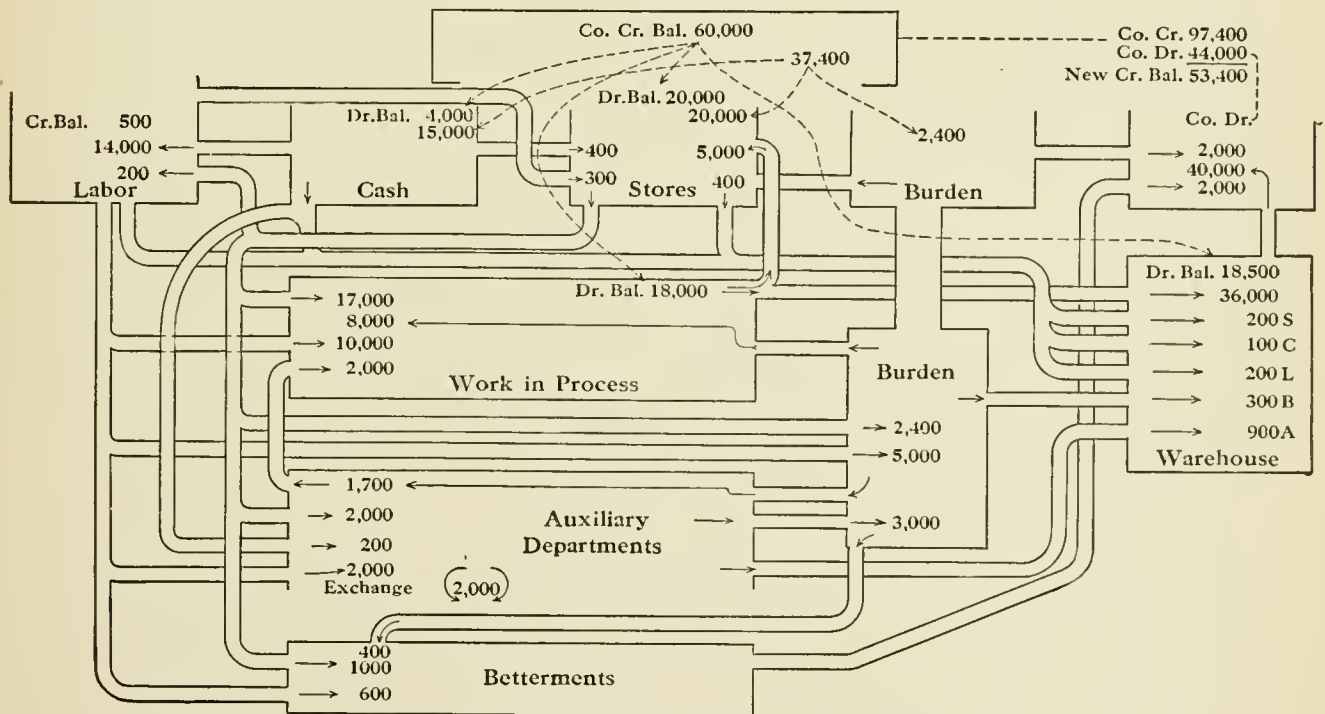 Co. Cr. Bal. 60,000
37,400
Co. Cr. 97,400
Co. Dr. 44,000
New Cr. Bal. 53,400
Cr.Bal. 500
14,000
200
Labor
Dr.Bal. 4,000
15,000
Cash
Dr.Bal. 20,000
20,000
400
5,000
300
400
Stores
2,400
Burden
Co. Dr.
2,000
40,000
2,000
Dr. Bal. 18,000
17,000
8,000
10,000
2,000
Work in Process
Burden
2,400
5,000
3,000
Dr. Bal. 18,500
36,000
200 S
100 C
200 L
300 B
900A
Warehouse
1,700
2,000
200
2,000
Exchange
2,000
Auxiliary
Departments
400
1000
600
Betterments